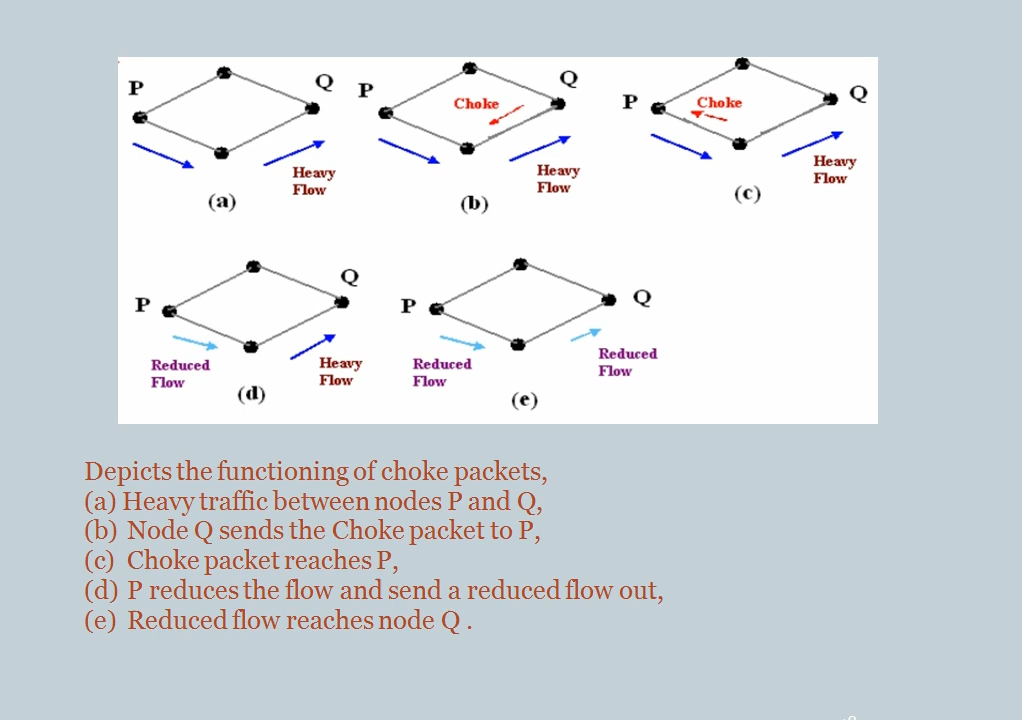 P
Q
P
Q
P
Q
Choke
Choke
Heavy
Flow
Heavy
Flow
Heavy
Flow
(a)
(b)
(c)
P
Q
P
Q
Reduced
Flow
Heavy
Flow
Reduced
Flow
Reduced
Flow
(d)
(e)
Depicts the functioning of choke packets,
(a) Heavy traffic between nodes P and Q,
(b) Node Q sends the Choke packet to P,
(c) Choke packet reaches P,
(d) P reduces the flow and send a reduced flow out,
(e) Reduced flow reaches node Q .